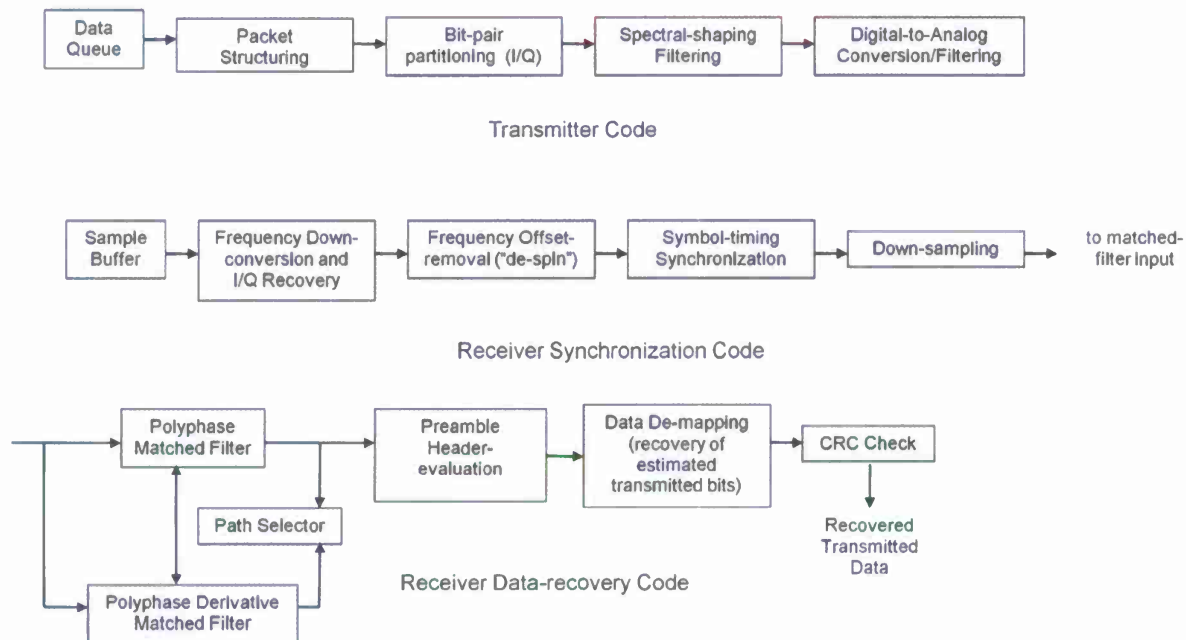 Data
Queue
Packet
Structuring
Bit-pair
partitioning (I/Q)
Spectral-shaping
Filtering
Digital-to-Analog
Conversion/Filtering
Transmitter Code
Sample
Buffer
Frequency Down-
conversion and
I/Q Recovery
Frequency Offset-
removal ("de-spin")
Symbol-timing
Synchronization
Down-sampling
to matched-
filter input
Receiver Synchronization Code
Polyphase
Matched Filter
Preamble
Header-
evaluation
Data De-mapping
(recovery of
estimated
transmitted bits)
CRC Check
Path Selector
Recovered
Transmitted
Data
Receiver Data-recovery Code
Polyphase Derivative
Matched Filter